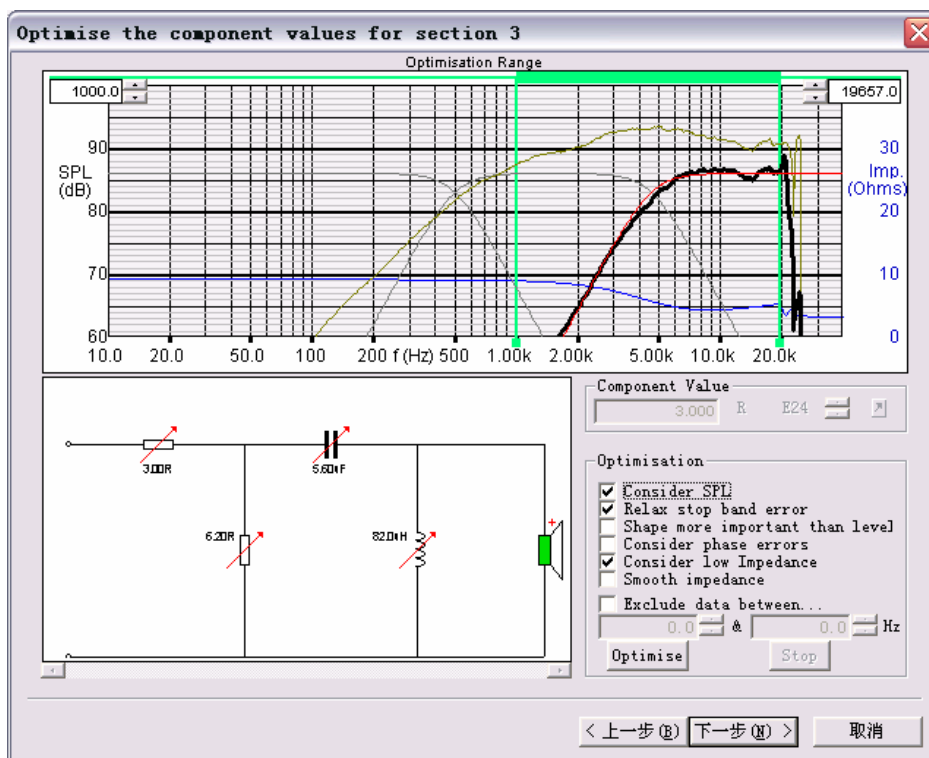 Optimise the component values for section 3
Optimisation Range
1000.0
19657.0
90
SPL
(dB)
80
70
60
30
Imp.
(Ohms)
20
10
0
10.0 20.0 50.0 100 200 f (Hz) 500 1.00k 2.00k 5.00k 10.0k 20.0k
3.00R
5.60uF
6.20R
82.0uH
+
Component Value
3.000 R E24
Optimisation
Consider SPL
Relax stop band error
Shape more important than level
Consider phase errors
Consider low Impedance
Smooth impedance
Exclude data between...
0.0 & 0.0 Hz
Optimise Stop
< 上一步(B) 下一步(N) > 取消